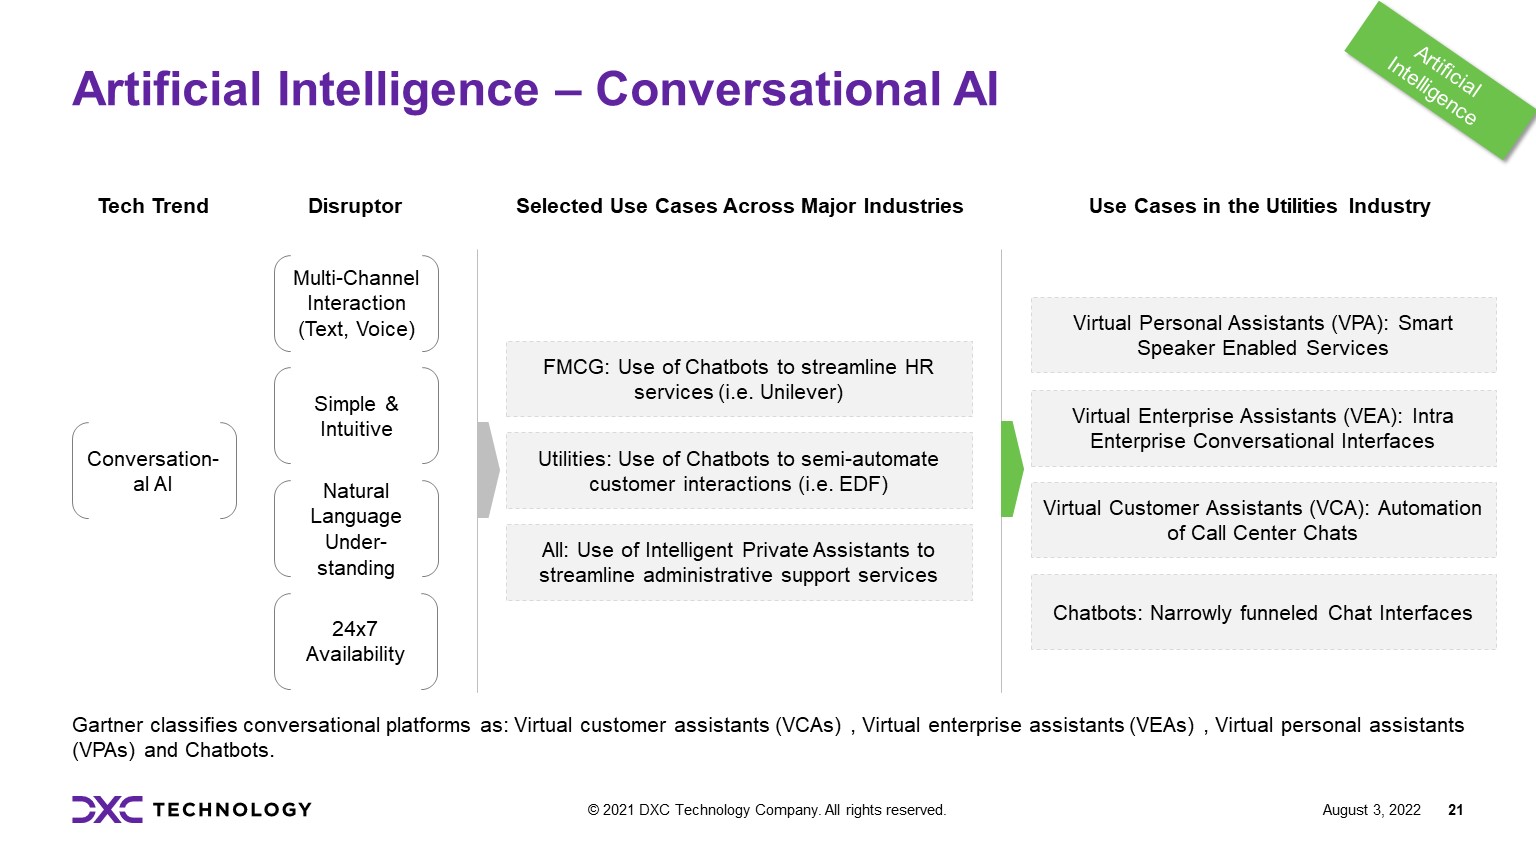 Artificial Intelligence – Conversational AI
Artificial
Intelligence
Tech Trend
Disruptor
Selected Use Cases Across Major Industries
Use Cases in the Utilities Industry
Conversation-
al AI
Multi-Channel
Interaction
(Text, Voice)
Simple &
Intuitive
Natural
Language
Under-
standing
24x7
Availability
FMCG: Use of Chatbots to streamline HR
services (i.e. Unilever)
Utilities: Use of Chatbots to semi-automate
customer interactions (i.e. EDF)
All: Use of Intelligent Private Assistants to
streamline administrative support services
Virtual Personal Assistants (VPA): Smart
Speaker Enabled Services
Virtual Enterprise Assistants (VEA): Intra
Enterprise Conversational Interfaces
Virtual Customer Assistants (VCA): Automation
of Call Center Chats
Chatbots: Narrowly funneled Chat Interfaces
Gartner classifies conversational platforms as: Virtual customer assistants (VCAs) , Virtual enterprise assistants (VEAs) , Virtual personal assistants
(VPAs) and Chatbots.
DXC TECHNOLOGY
© 2021 DXC Technology Company. All rights reserved.
August 3, 2022
21